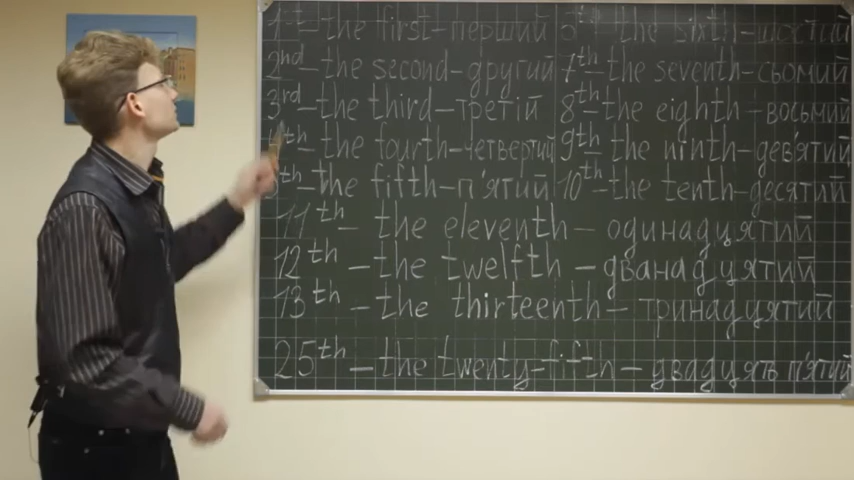 1st – the first – перший
2nd – the second – другий
3rd – the third – третій
4th – the fourth – четвертий
5th – the fifth – п'ятий
6th – the sixth – шостий
7th – the seventh – сьомий
8th – the eighth – восьмий
9th – the ninth – дев'ятий
10th – the tenth – десятий
11th – the eleventh – одинадцятий
12th – the twelfth – дванадцятий
13th – the thirteenth – тринадцятий
25th – the twenty-fifth – двадцять п'ятий